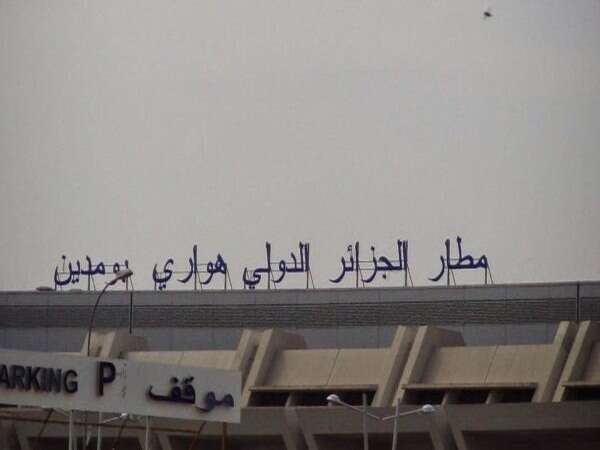 مطار الجزائر الدولي هواري بومدين
ARKING P موقف